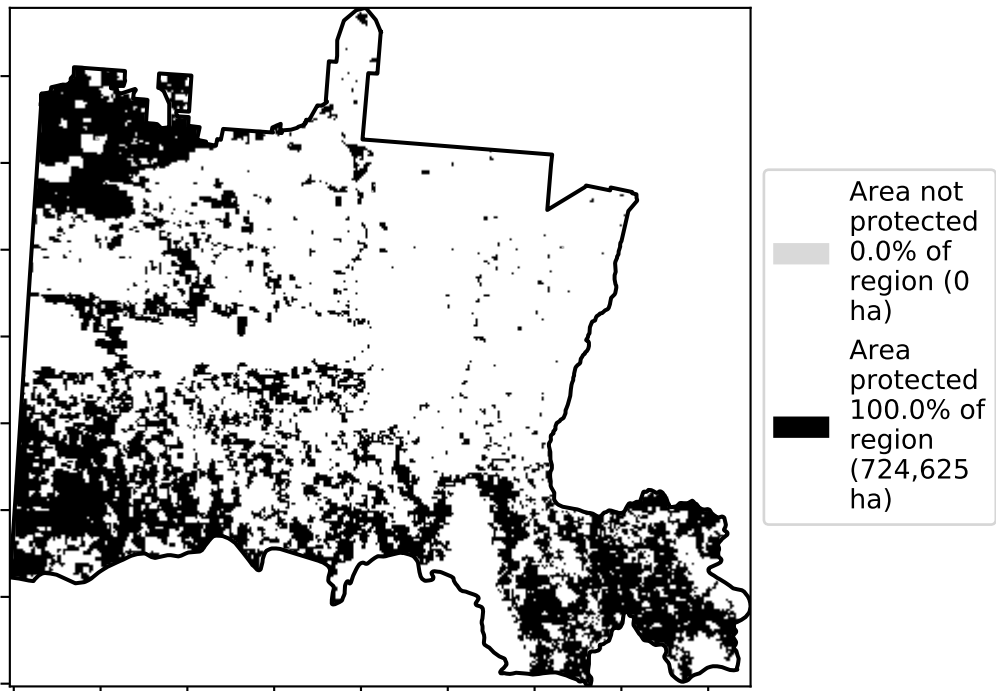 Area not
protected
0.0% of
region (0
ha)
Area
protected
100.0% of
region
(724,625
ha)